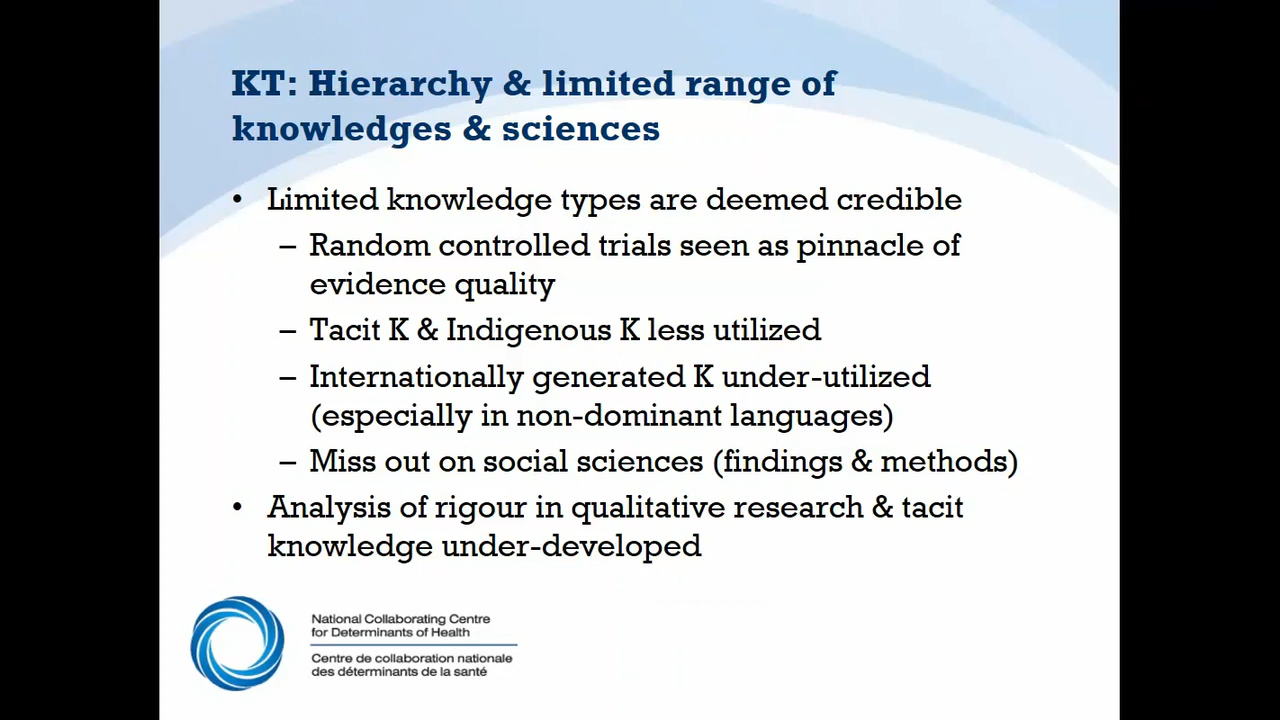 KT: Hierarchy & limited range of
knowledges & sciences
• Limited knowledge types are deemed credible
– Random controlled trials seen as pinnacle of
evidence quality
– Tacit K & Indigenous K less utilized
– Internationally generated K under-utilized
(especially in non-dominant languages)
– Miss out on social sciences (findings & methods)
• Analysis of rigour in qualitative research & tacit
knowledge under-developed
National Collaborating Centre
for Determinants of Health
Centre de collaboration nationale
des déterminants de la santé